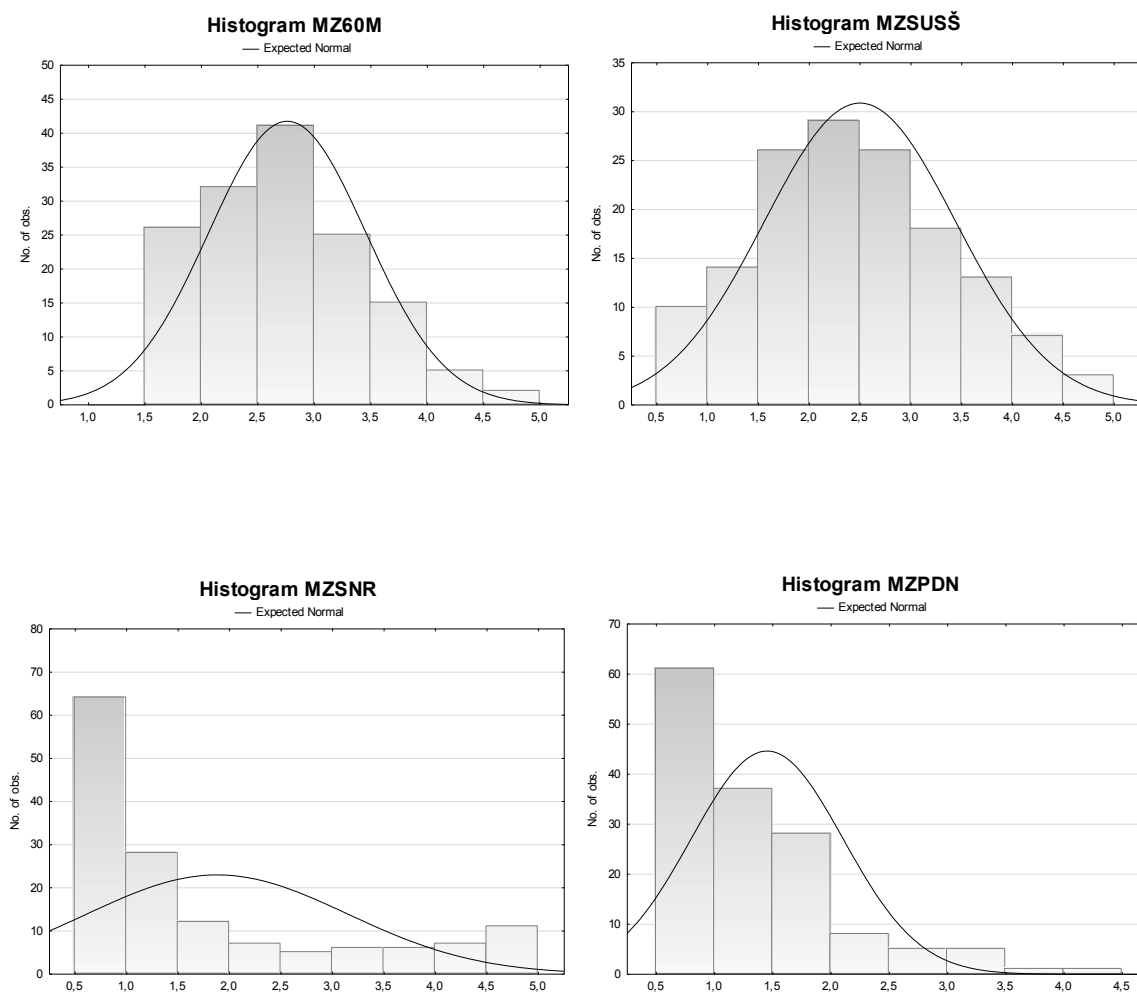 Histogram MZ60M
— Expected Normal
50
45
40
35
30
25
20
15
10
5
0
No. of obs.
1,0 1,5 2,0 2,5 3,0 3,5 4,0 4,5 5,0
Histogram MZSUSŠ
— Expected Normal
35
30
25
20
15
10
5
0
No. of obs.
0,5 1,0 1,5 2,0 2,5 3,0 3,5 4,0 4,5 5,0
Histogram MZSNR
— Expected Normal
80
70
60
50
40
30
20
10
0
No. of obs.
0,5 1,0 1,5 2,0 2,5 3,0 3,5 4,0 4,5 5,0
Histogram MZPDN
— Expected Normal
70
60
50
40
30
20
10
0
No. of obs.
0,5 1,0 1,5 2,0 2,5 3,0 3,5 4,0 4,5